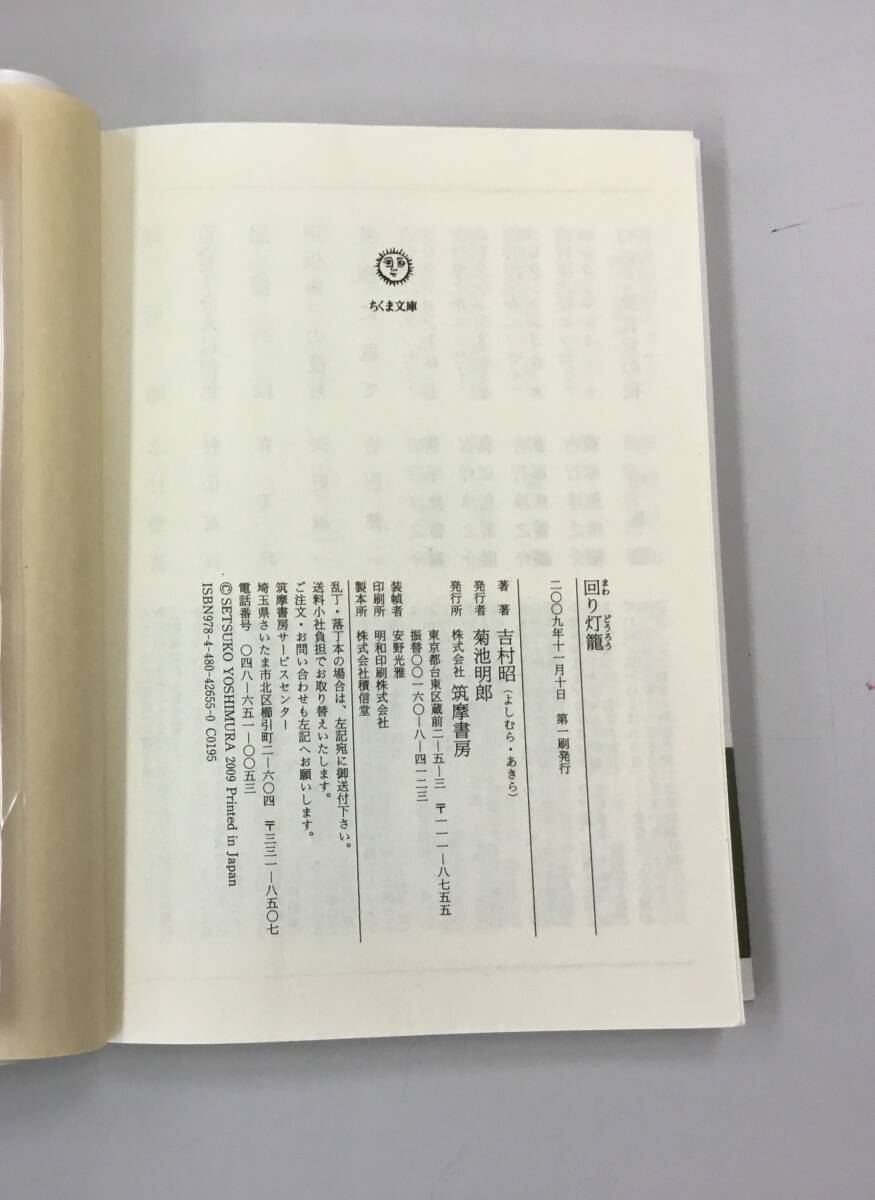 ちくま文庫
回り灯籠
まわ どうろう
二〇〇九年十一月十日 第一刷発行
著者 吉村昭（よしむら・あきら）
発行者 菊池明郎
発行所 株式会社 筑摩書房
東京都台東区蔵前二—五—三 〒一一一—八七五五
振替〇〇一六〇—八—四一二三
装幀者 安野光雅
印刷所 明和印刷株式会社
製本所 株式会社積信堂
乱丁・落丁本の場合は、左記宛に御送付下さい。
送料小社負担でお取り替えいたします。
ご注文・お問い合わせも左記へお願いします。
筑摩書房サービスセンター
埼玉県さいたま市北区櫛引町二—六〇四 〒三三一—八五〇七
電話番号 〇四八—六五一—〇〇五三
© SETSUKO YOSHIMURA 2009 Printed in Japan
ISBN978-4-480-42655-0 C0195